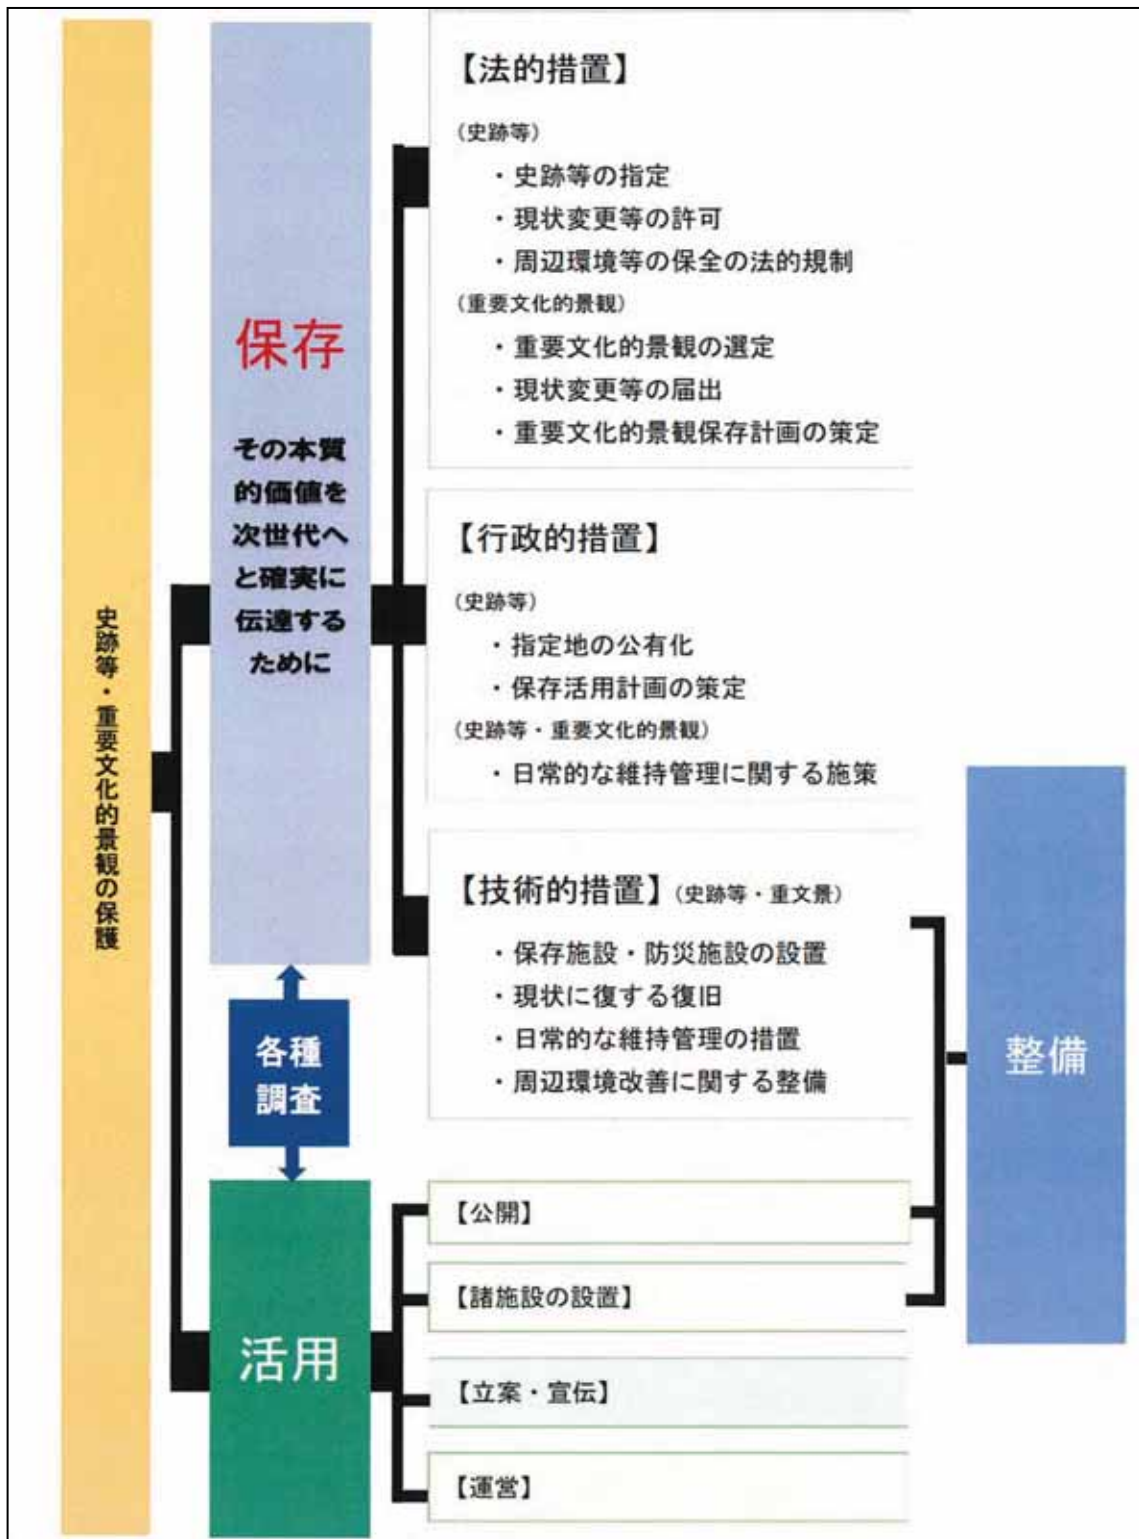 史跡等・重要文化的景観の保護
保存
その本質
的価値を
次世代へ
と確実に
伝達する
ために
【法的措置】
（史跡等）
・史跡等の指定
・現状変更等の許可
・周辺環境等の保全の法的規制
（重要文化的景観）
・重要文化的景観の選定
・現状変更等の届出
・重要文化的景観保存計画の策定
【行政的措置】
（史跡等）
・指定地の公有化
・保存活用計画の策定
（史跡等・重要文化的景観）
・日常的な維持管理に関する施策
【技術的措置】（史跡等・重文景）
・保存施設・防災施設の設置
・現状に復する復旧
・日常的な維持管理の措置
・周辺環境改善に関する整備
各種
調査
活用
【公開】
【諸施設の設置】
【立案・宣伝】
【運営】
整備